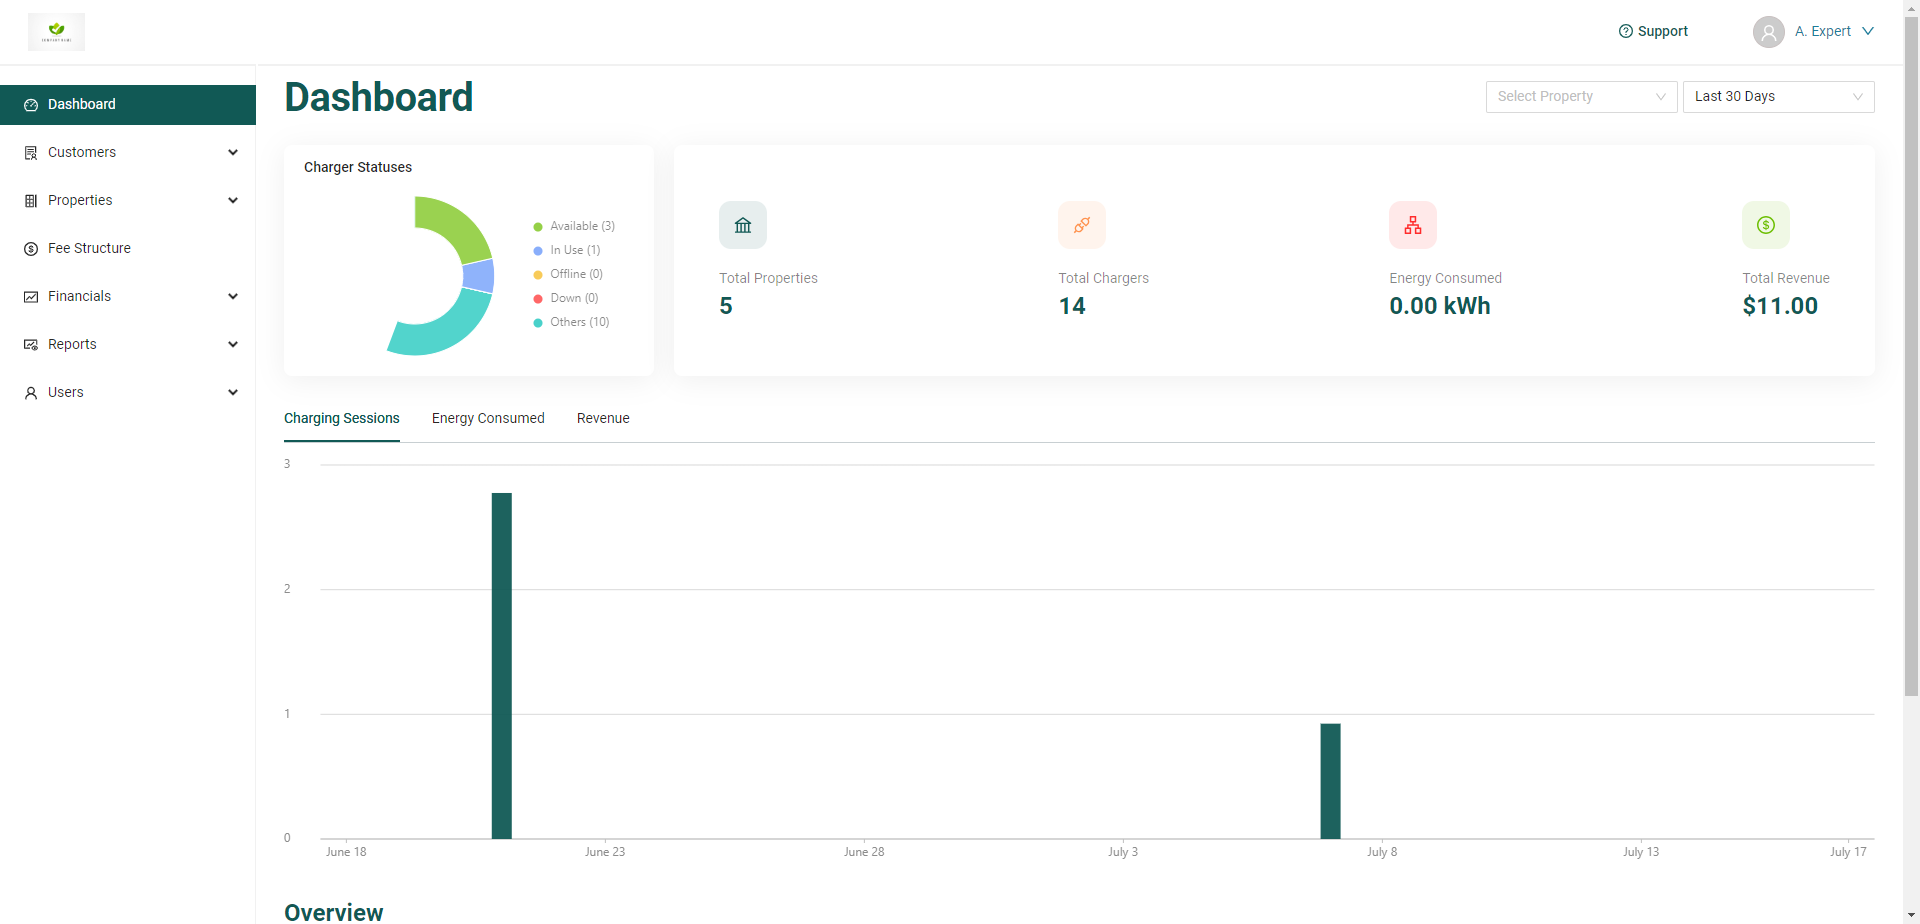 Support
A. Expert
Dashboard
Customers
Properties
Fee Structure
Financials
Reports
Users
Dashboard
Select Property
Last 30 Days
Charger Statuses
Available (3)
In Use (1)
Offline (0)
Down (0)
Others (10)
Total Properties
5
Total Chargers
14
Energy Consumed
0.00 kWh
Total Revenue
$11.00
Charging Sessions
Energy Consumed
Revenue
3
2
1
0
June 18
June 23
June 28
July 3
July 8
July 13
July 17
Overview